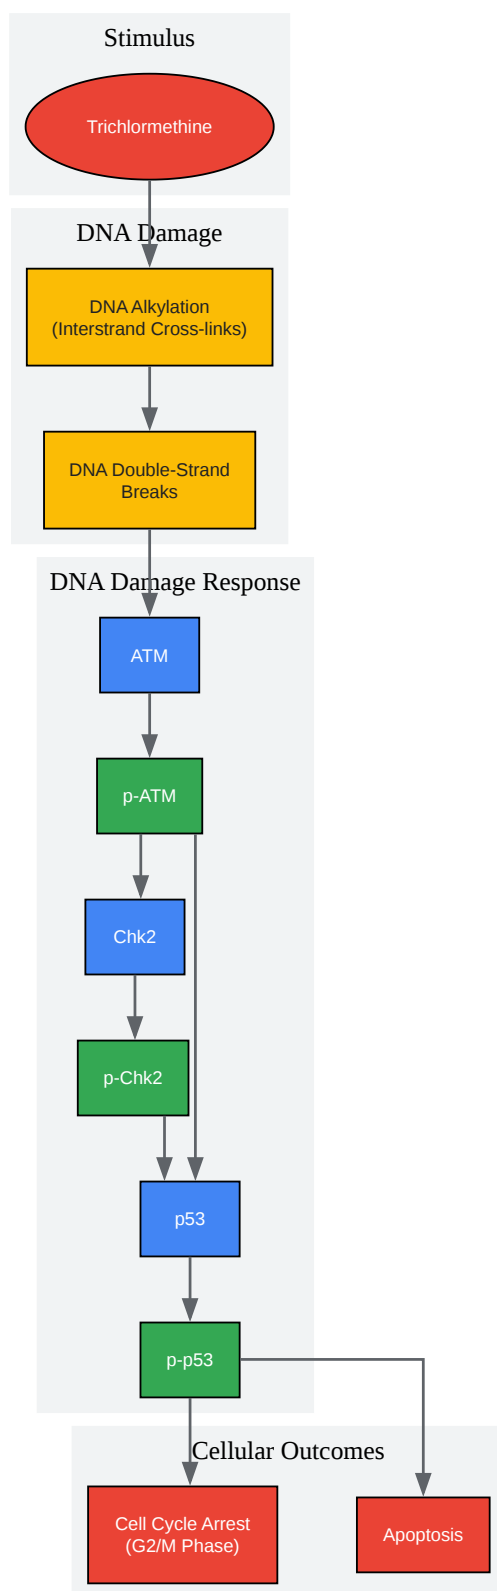 Stimulus
Trichlormethine
DNA Damage
DNA Alkylation
(Interstrand Cross-links)
DNA Double-Strand
Breaks
DNA Damage Response
ATM
p-ATM
Chk2
p-Chk2
p53
p-p53
Cellular Outcomes
Cell Cycle Arrest
(G2/M Phase)
Apoptosis